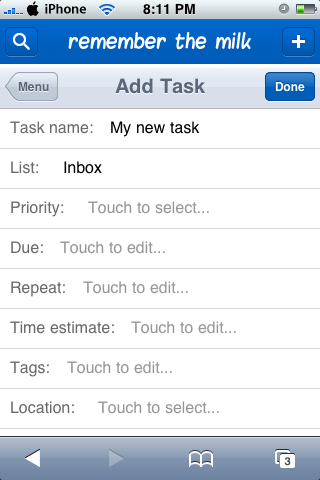 iPhone 8:11 PM
remember the milk
Menu Add Task Done
Task name: My new task
List: Inbox
Priority: Touch to select...
Due: Touch to edit...
Repeat: Touch to edit...
Time estimate: Touch to edit...
Tags: Touch to edit...
Location: Touch to select...
3